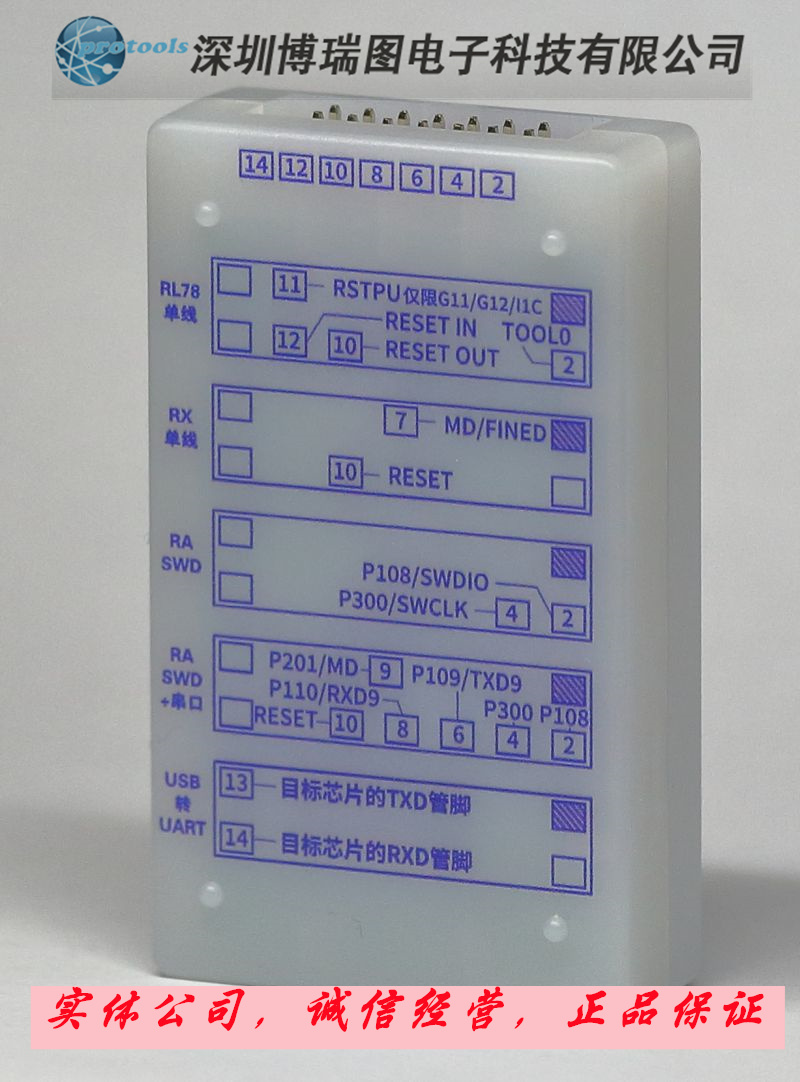 protools 深圳博瑞图电子科技有限公司
14 12 10 8 6 4 2
RL78
单线
11 RSTPU仅限G11/G12/I1C
RESET IN TOOL0
12 10 RESET OUT 2
RX
单线
7 MD/FINED
10 RESET
RA
SWD
P108/SWDIO
P300/SWCLK 4 2
RA
SWD
+串口
P201/MD 9 P109/TXD9
P110/RXD9 P300 P108
RESET 10 8 6 4 2
USB
转
UART
13 目标芯片的TXD管脚
14 目标芯片的RXD管脚
实体公司，诚信经营，正品保证